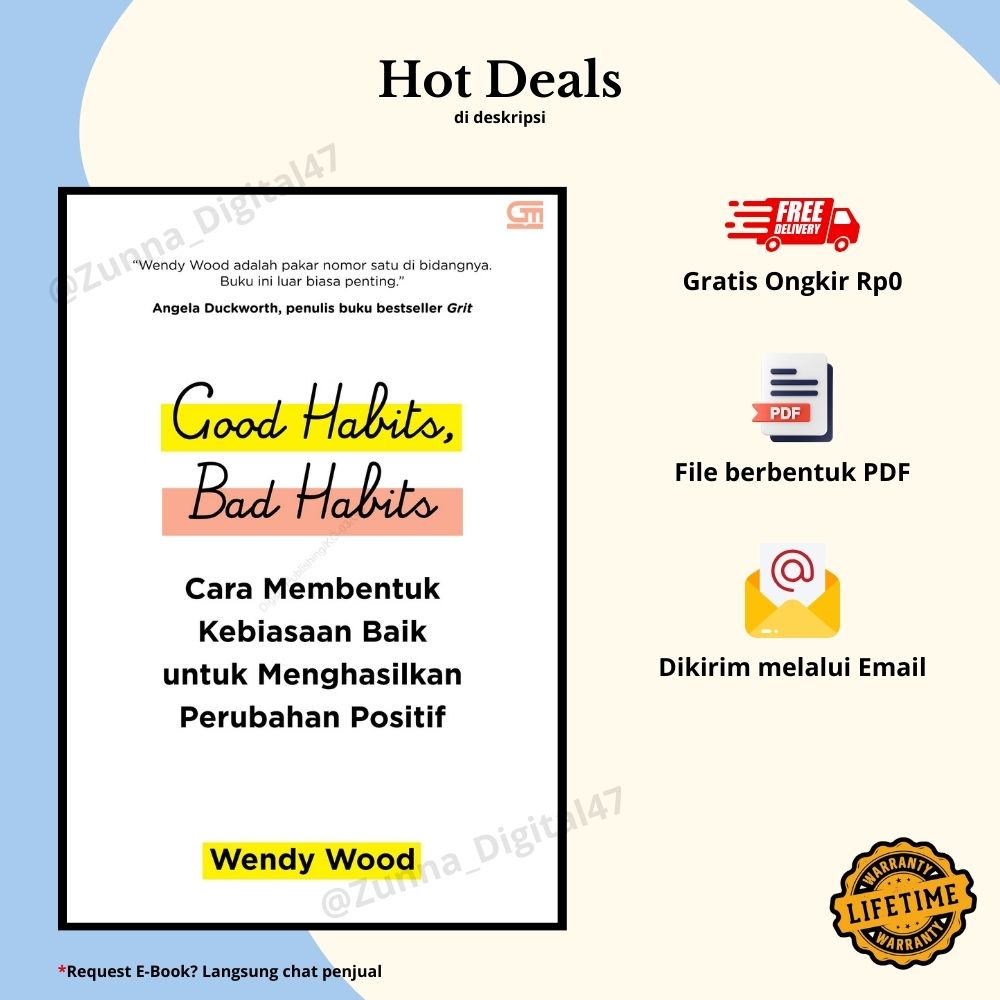 Hot Deals
di deskripsi
@Zunna_Digital47
GM
“Wendy Wood adalah pakar nomor satu di bidangnya.
Buku ini luar biasa penting.”
Angela Duckworth, penulis buku bestseller Grit
Good Habits,
Bad Habits
Cara Membentuk
Kebiasaan Baik
untuk Menghasilkan
Perubahan Positif
Wendy Wood
@Zunna_Digital47
FREE
DELIVERY
Gratis Ongkir Rp0
PDF
File berbentuk PDF
@
Dikirim melalui Email
WARRANTY
LIFETIME
WARRANTY
*Request E-Book? Langsung chat penjual